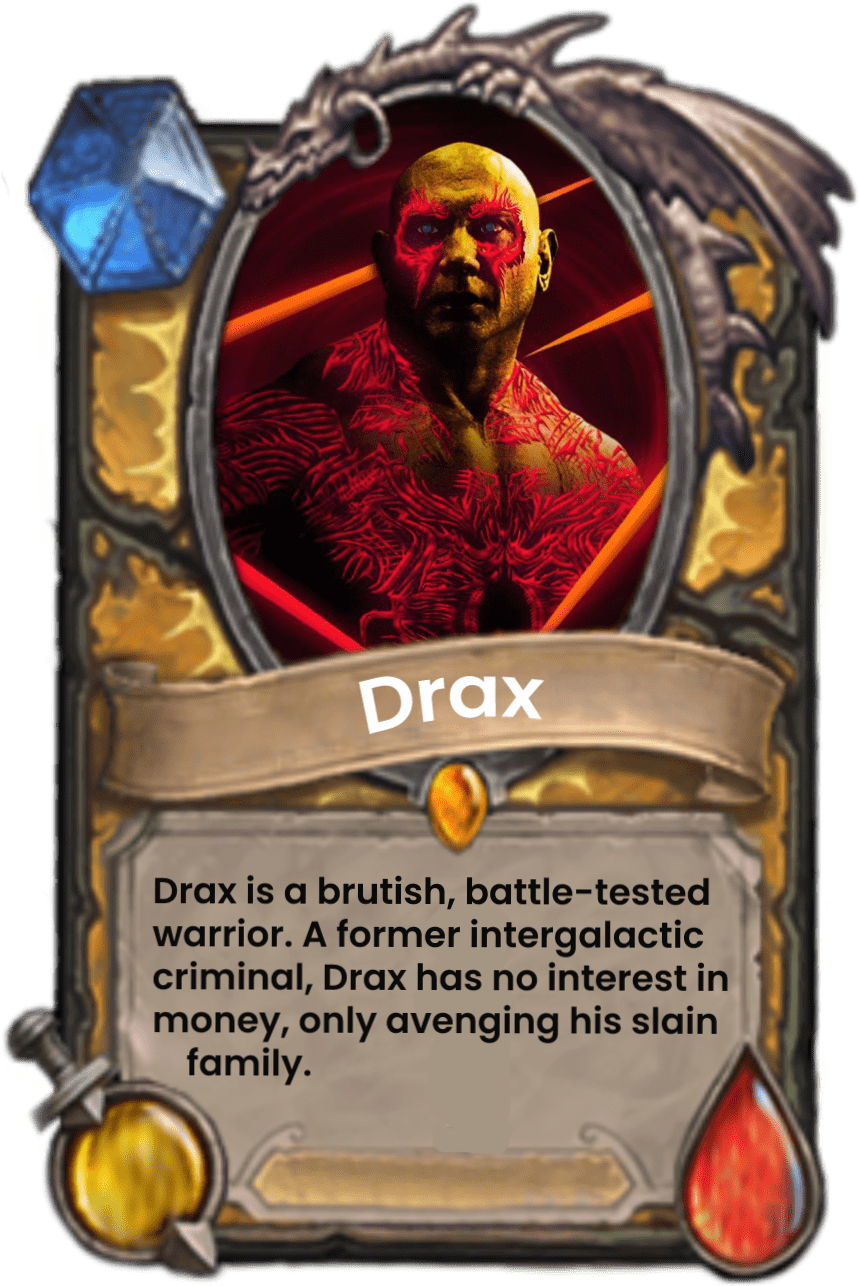 Drax
Drax is a brutish, battle-tested
warrior. A former intergalactic
criminal, Drax has no interest in
money, only avenging his slain
family.